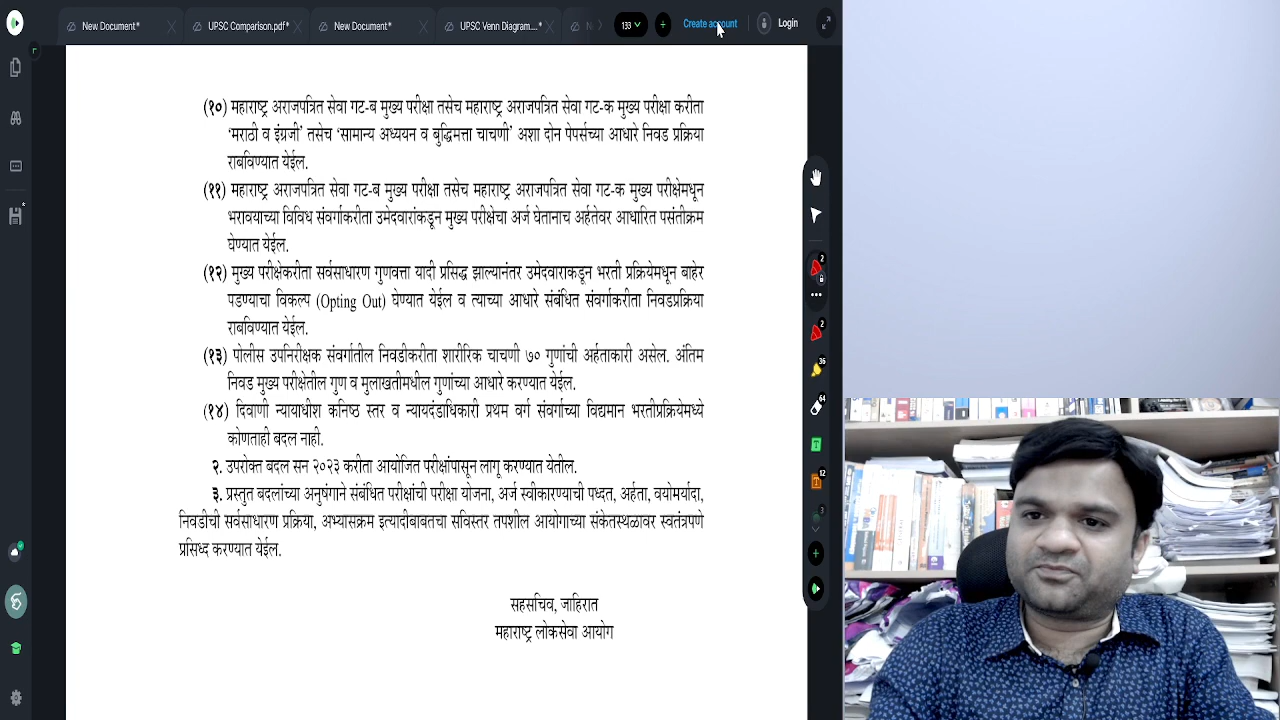 New Document*
UPSC Comparison.pdf*
New Document*
UPSC Venn Diagram...*
N
133
Create account
Login
(१०) महाराष्ट्र अराजपत्रित सेवा गट-ब मुख्य परीक्षा तसेच महाराष्ट्र अराजपत्रित सेवा गट-क मुख्य परीक्षा करीता
‘मराठी व इंग्रजी’ तसेच ‘सामान्य अध्ययन व बुद्धिमत्ता चाचणी’ अशा दोन पेपर्सच्या आधारे निवड प्रक्रिया
राबविण्यात येईल.
(११) महाराष्ट्र अराजपत्रित सेवा गट-ब मुख्य परीक्षा तसेच महाराष्ट्र अराजपत्रित सेवा गट-क मुख्य परीक्षेमधून
भरावयाच्या विविध संवर्गाकरीता उमेदवारांकडून मुख्य परीक्षेचा अर्ज घेतानाच अर्हतेवर आधारित पसंतीक्रम
घेण्यात येईल.
(१२) मुख्य परीक्षेकरीता सर्वसाधारण गुणवत्ता यादी प्रसिद्ध झाल्यानंतर उमेदवाराकडून भरती प्रक्रियेमधून बाहेर
पडण्याचा विकल्प (Opting Out) घेण्यात येईल व त्याच्या आधारे संबंधित संवर्गाकरीता निवडप्रक्रिया
राबविण्यात येईल.
(१३) पोलीस उपनिरीक्षक संवर्गातील निवडीकरीता शारीरिक चाचणी ७० गुणांची अर्हताकारी असेल. अंतिम
निवड मुख्य परीक्षेतील गुण व मुलाखतीमधील गुणांच्या आधारे करण्यात येईल.
(१४) दिवाणी न्यायाधीश कनिष्ठ स्तर व न्यायदंडाधिकारी प्रथम वर्ग संवर्गाच्या विद्यमान भरतीप्रक्रियेमध्ये
कोणताही बदल नाही.
२. उपरोक्त बदल सन २०२३ करीता आयोजित परीक्षांपासून लागू करण्यात येतील.
३. प्रस्तुत बदलांच्या अनुषंगाने संबंधित परीक्षांची परीक्षा योजना, अर्ज स्वीकारण्याची पध्दत, अर्हता, वयोमर्यादा,
निवडीची सर्वसाधारण प्रक्रिया, अभ्यासक्रम इत्यादीबाबतचा सविस्तर तपशील आयोगाच्या संकेतस्थळावर स्वतंत्रपणे
प्रसिध्द करण्यात येईल.
सहसचिव, जाहिरात
महाराष्ट्र लोकसेवा आयोग
2
2
36
64
12
3